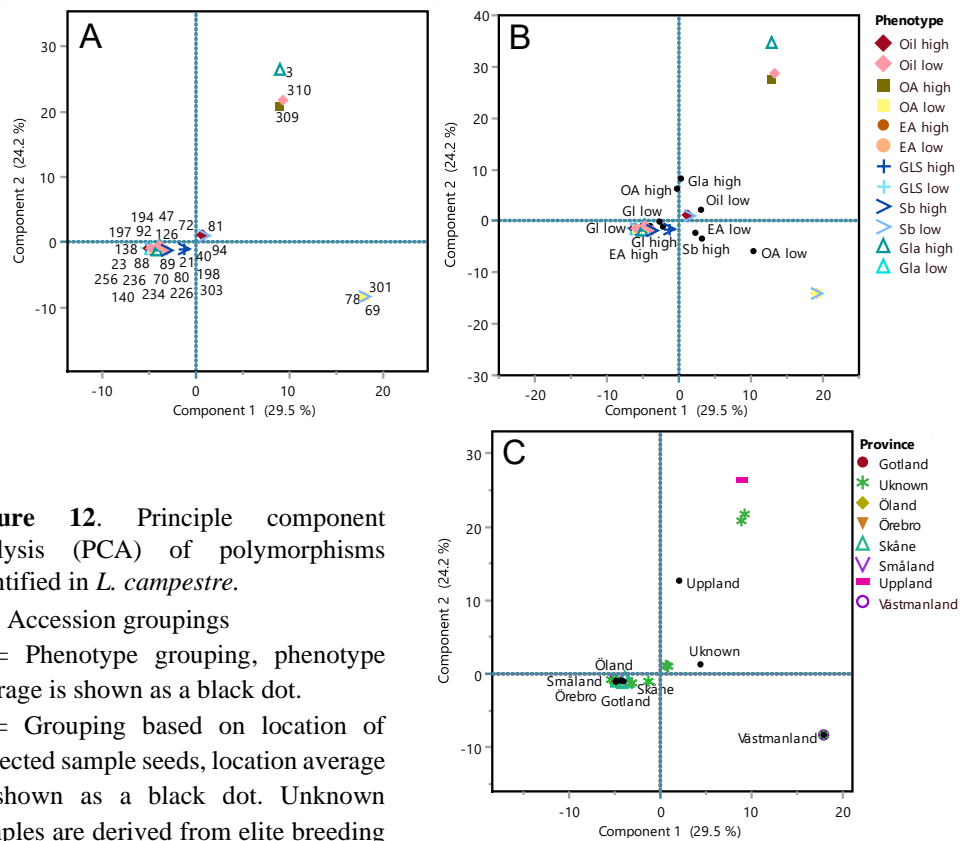 A
30
20
10
0
-10
-10
0
10
20
Component 2 (24.2 %)
Component 1 (29.5 %)
3
310
309
194 47
72 81
197 92
126
138
40 94
23 88 89 21
198
256 236 70 80
303
140 234 226
301
78
69
B
40
30
20
10
0
-10
-20
-30
-20
-10
0
10
20
Component 2 (24.2 %)
Component 1 (29.5 %)
Gla high
OA high
Oil low
Gl low
Gl low
EA low
Gl high
Sb high
EA high
OA low
Phenotype
Oil high
Oil low
OA high
OA low
EA high
EA low
GLS high
GLS low
Sb high
Sb low
Gla high
Gla low
C
30
20
10
0
-10
-10
0
10
20
Component 2 (24.2 %)
Component 1 (29.5 %)
Uppland
Uknown
Öland
Småland
Skåne
Örebro
Gotland
Västmanland
Province
Gotland
Uknown
Öland
Örebro
Skåne
Småland
Uppland
Västmanland
ure 12. Principle component
lysis (PCA) of polymorphisms
ntified in L. campestre.
Accession groupings
= Phenotype grouping, phenotype
rage is shown as a black dot.
= Grouping based on location of
ected sample seeds, location average
shown as a black dot. Unknown
nples are derived from elite breeding